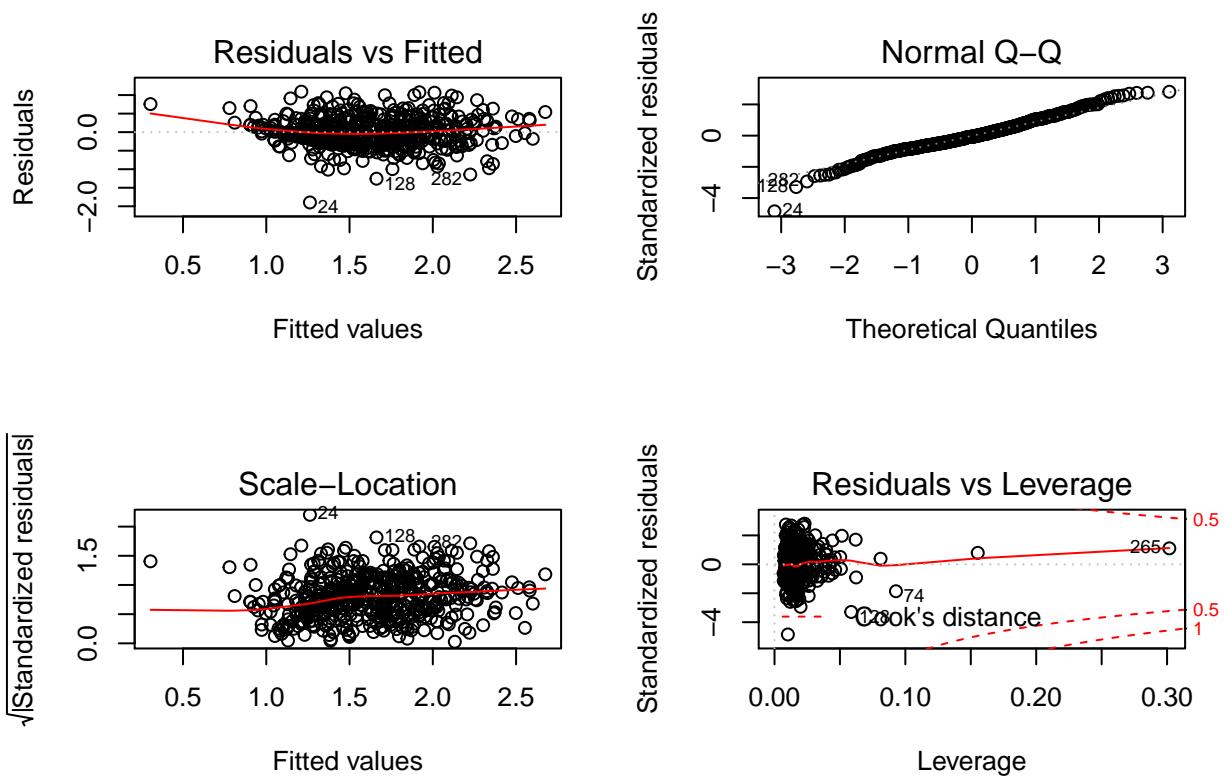 Residuals vs Fitted
Residuals
0.0
−2.0
128
282
24
0.5 1.0 1.5 2.0 2.5
Fitted values
Normal Q−Q
Standardized residuals
0
−4
282
128
24
−3 −2 −1 0 1 2 3
Theoretical Quantiles
Scale−Location
√|Standardized residuals|
1.5
0.0
24
128
282
0.5 1.0 1.5 2.0 2.5
Fitted values
Residuals vs Leverage
Standardized residuals
0
−4
0.5
265
74
128
Cook's distance
0.5
1
0.00 0.10 0.20 0.30
Leverage